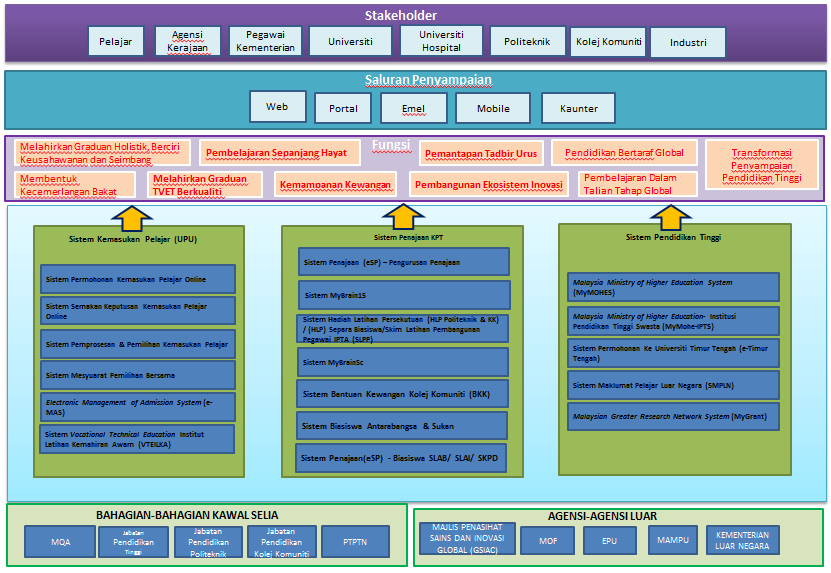 Stakeholder
Pelajar
Agensi
Kerajaan
Pegawai
Kementerian
Universiti
Universiti
Hospital
Politeknik
Kolej Komuniti
Industri
Saluran Penyampaian
Web
Portal
Emel
Mobile
Kaunter
Fungsi
Melahirkan Graduan Holistik, Berciri
Keusahawanan dan Seimbang
Pembelajaran Sepanjang Hayat
Pemantapan Tadbir Urus
Pendidikan Bertaraf Global
Transformasi
Penyampaian
Pendidikan Tinggi
Membentuk
Kecemerlangan Bakat
Melahirkan Graduan
TVET Berkualiti
Kemampanan Kewangan
Pembangunan Ekosistem Inovasi
Pembelajaran Dalam
Talian Tahap Global
Sistem Kemasukan Pelajar (UPU)
Sistem Permohonan Kemasukan Pelajar Online
Sistem Semakan Keputusan Kemasukan Pelajar
Online
Sistem Pemprosesan & Pemilihan Kemasukan Pelajar
Sistem Mesyuarat Pemilihan Bersama
Electronic Management of Admission System (e-
MAS)
Sistem Vocational Technical Education Institut
Latihan Kemahiran Awam (VTEILKA)
Sistem Penajaan KPT
Sistem Penajaan (eSP) – Pengurusan Penajaan
Sistem MyBrain15
Sistem Hadiah Latihan Persekutuan (HLP Politeknik & KK)
/ (HLP) Separa Biasiswa/Skim Latihan Pembangunan
Pegawai IPTA (SLPP)
Sistem MyBrainSc
Sistem Bantuan Kewangan Kolej Komuniti (BKK)
Sistem Biasiswa Antarabangsa & Sukan
Sistem Penajaan(eSP) - Biasiswa SLAB/ SLAI/ SKPD
Sistem Pendidikan Tinggi
Malaysia Ministry of Higher Education System
(MyMOHES)
Malaysia Ministry of Higher Education- Institusi
Pendidikan Tinggi Swasta (MyMohe-IPTS)
Sistem Permohonan Ke Universiti Timur Tengah (e-Timur
Tengah)
Sistem Maklumat Pelajar Luar Negara (SMPLN)
Malaysian Greater Research Network System (MyGrant)
BAHAGIAN-BAHAGIAN KAWAL SELIA
MQA
Jabatan
Pendidikan
Tinggi
Jabatan
Pendidikan
Politeknik
Jabatan
Pendidikan
Kolej Komuniti
PTPTN
AGENSI-AGENSI LUAR
MAJLIS PENASIHAT
SAINS DAN INOVASI
GLOBAL (GSIAC)
MOF
EPU
MAMPU
KEMENTERIAN
LUAR NEGARA